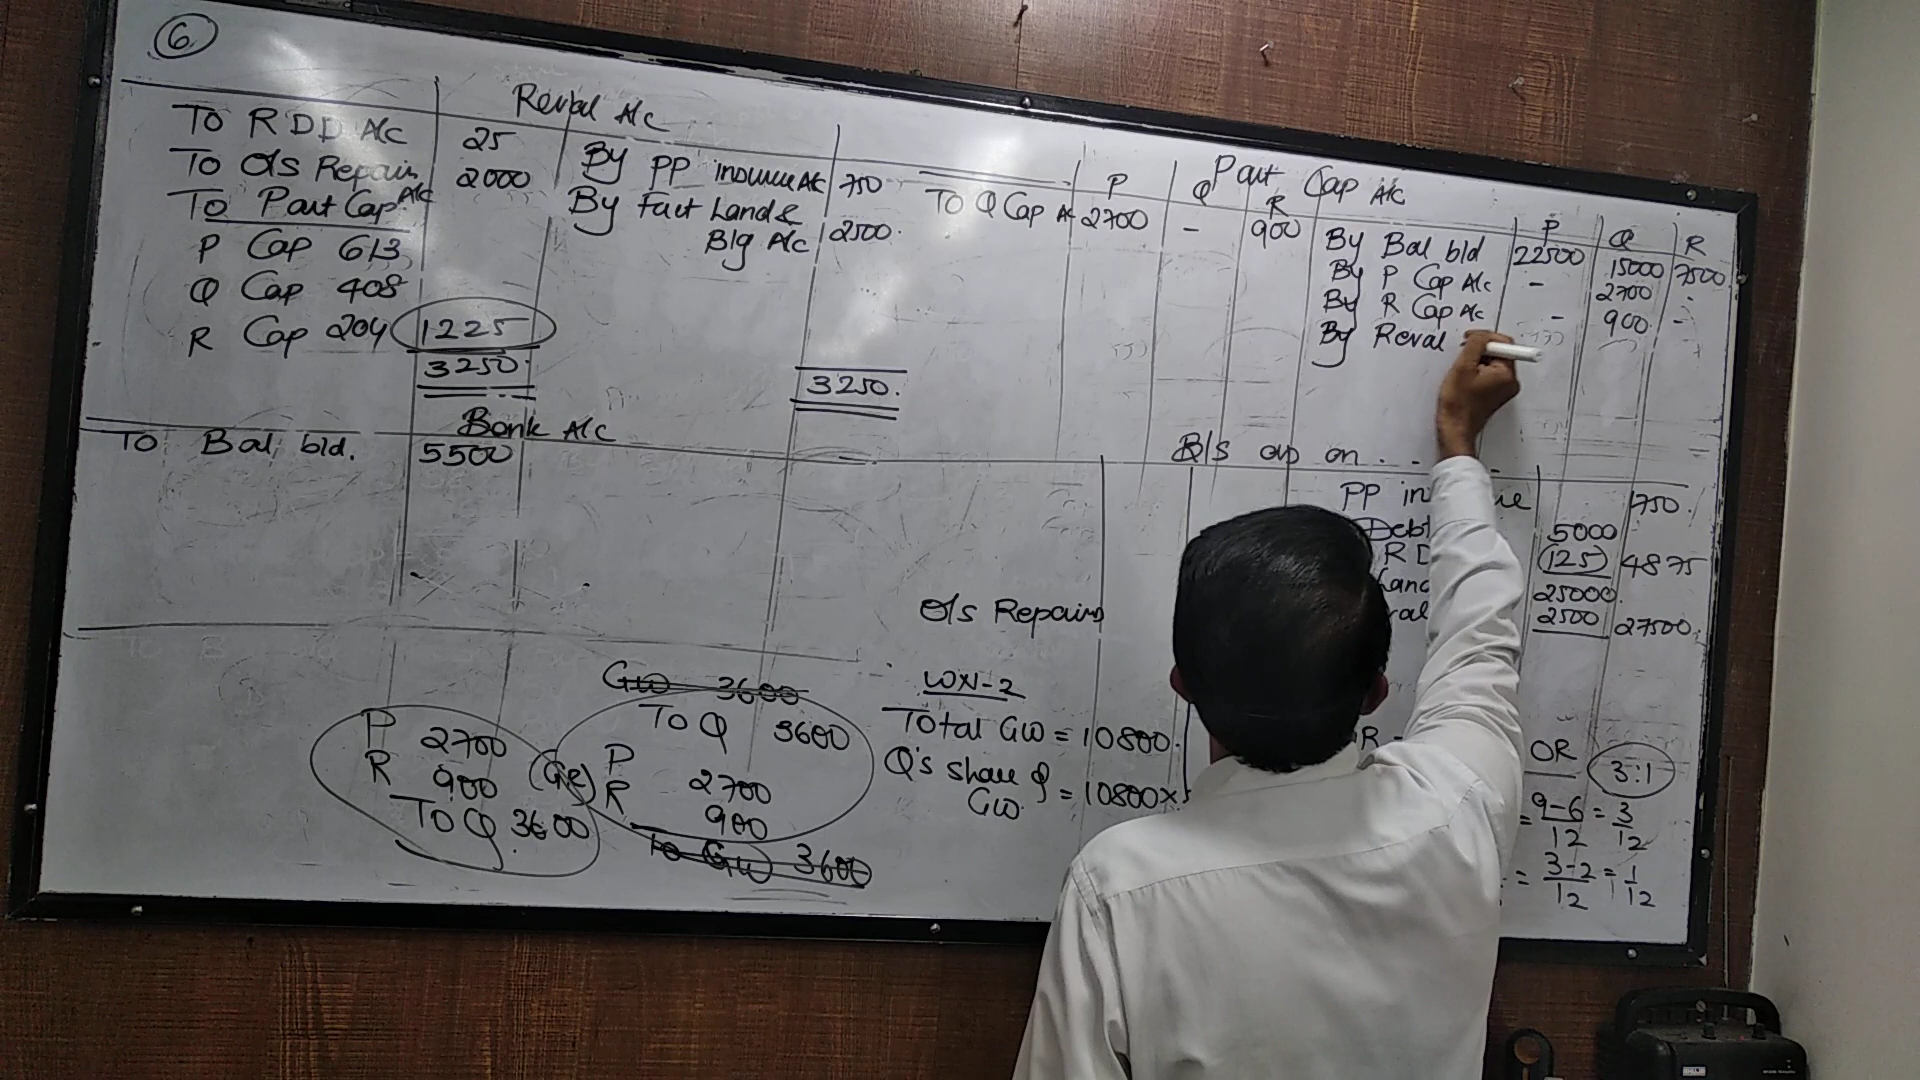 6
Reval A/c
To RDD A/c 25
To O/s Repairs 2000
To Part Cap A/c
P Cap 613
Q Cap 408
R Cap 204 1225
3250
By PP insurance A/c 750
By Fact Land &
Blg A/c 2500
3250
Part Cap A/c
P Q R
To Q Cap A/c 2700 - 900
P Q R
By Bal b/d 22500 15000 7500
By P Cap A/c - 2700 -
By R Cap A/c - 900 -
By Reval
Bank A/c
To Bal b/d. 5500
B/S as on
PP in 750
Debt 5000
RD (125) 4875
Land 25000
2500 27500
O/s Repairs
GW 3600
To Q 3600
P 2700
R 900
To GW 3600
(OR)
P 2700
R 900
To Q 3600
WN-2
Total GW = 10800
Q's share of
GW = 10800 ×
R
OR
3:1
= 9-6/12 = 3/12
= 3-2/12 = 1/12